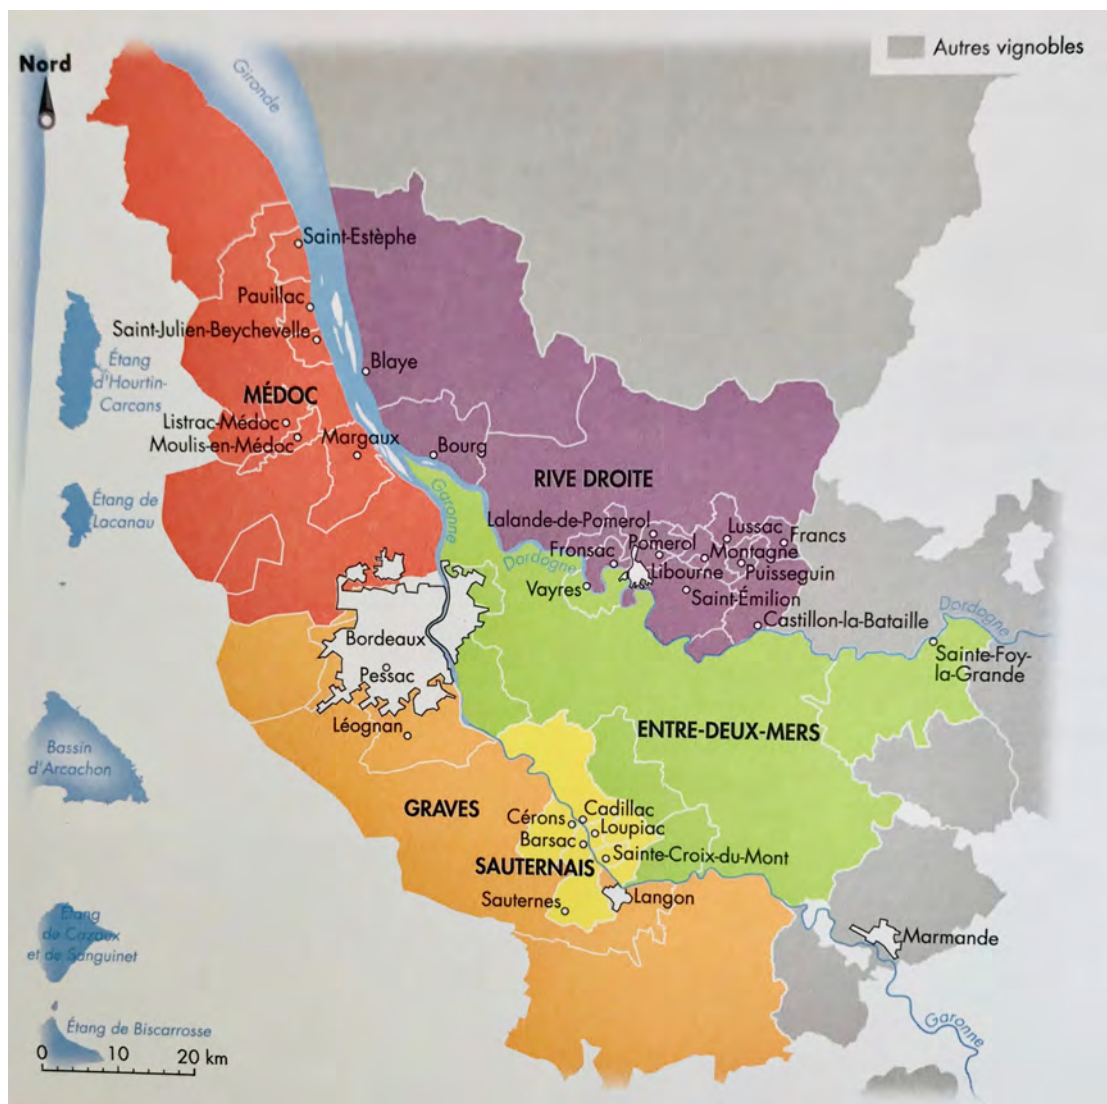 Autres vignobles
Nord
Gironde
Saint-Estèphe
Pauillac
Saint-Julien-Beychevelle
Étang
d'Hourtin-
Carcans
Blaye
MÉDOC
Listrac-Médoc
Moulis-en-Médoc
Margaux
Bourg
RIVE DROITE
Étang de
Lacanau
Garonne
Lalande-de-Pomerol
Lussac
Francs
Fronsac
Pomerol
Montagne
Dordogne
Libourne
Puisseguin
Vayres
Saint-Émilion
Castillon-la-Bataille
Dordogne
Bordeaux
Sainte-Foy-
la-Grande
Pessac
Léognan
ENTRE-DEUX-MERS
Bassin
d'Arcachon
GRAVES
Cadillac
Cérons
Loupiac
Barsac
Sainte-Croix-du-Mont
SAUTERNAIS
Sauternes
Langon
Étang
de Cazaux
et de Sanguinet
Marmande
Garonne
Étang de Biscarrosse
0 10 20 km